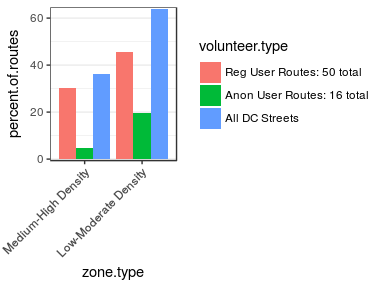 percent.of.routes
60
40
20
0
Medium-High Density
Low-Moderate Density
zone.type
volunteer.type
Reg User Routes: 50 total
Anon User Routes: 16 total
All DC Streets